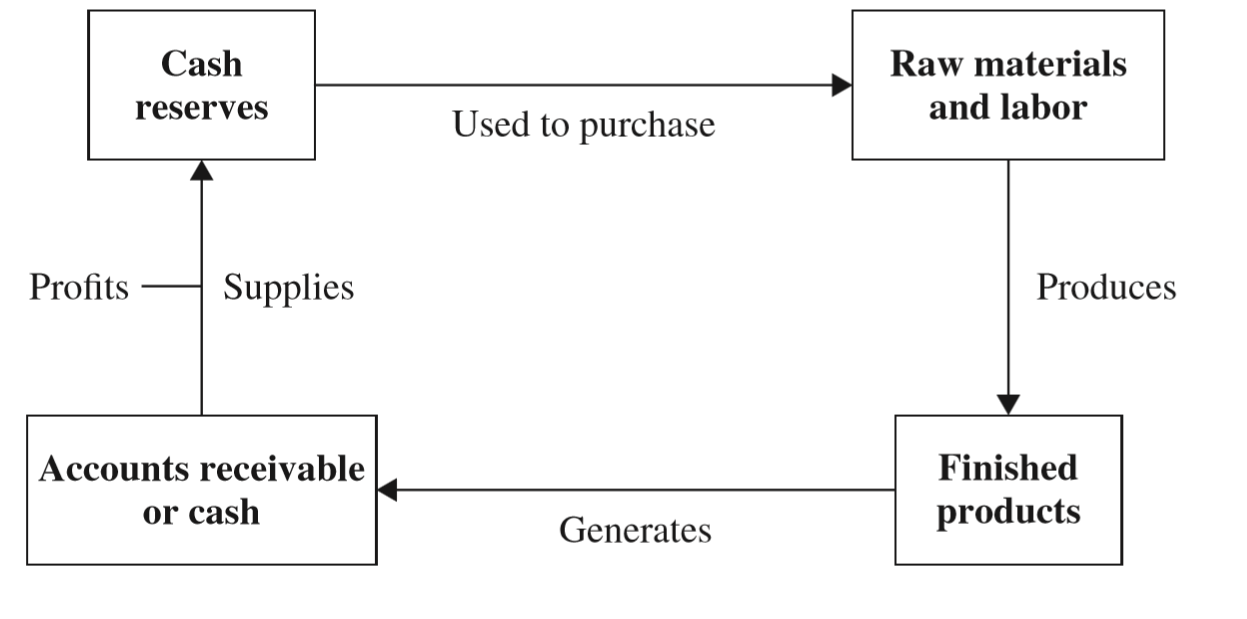 Cash
reserves
Used to purchase
Raw materials
and labor
Profits
Supplies
Produces
Accounts receivable
or cash
Generates
Finished
products